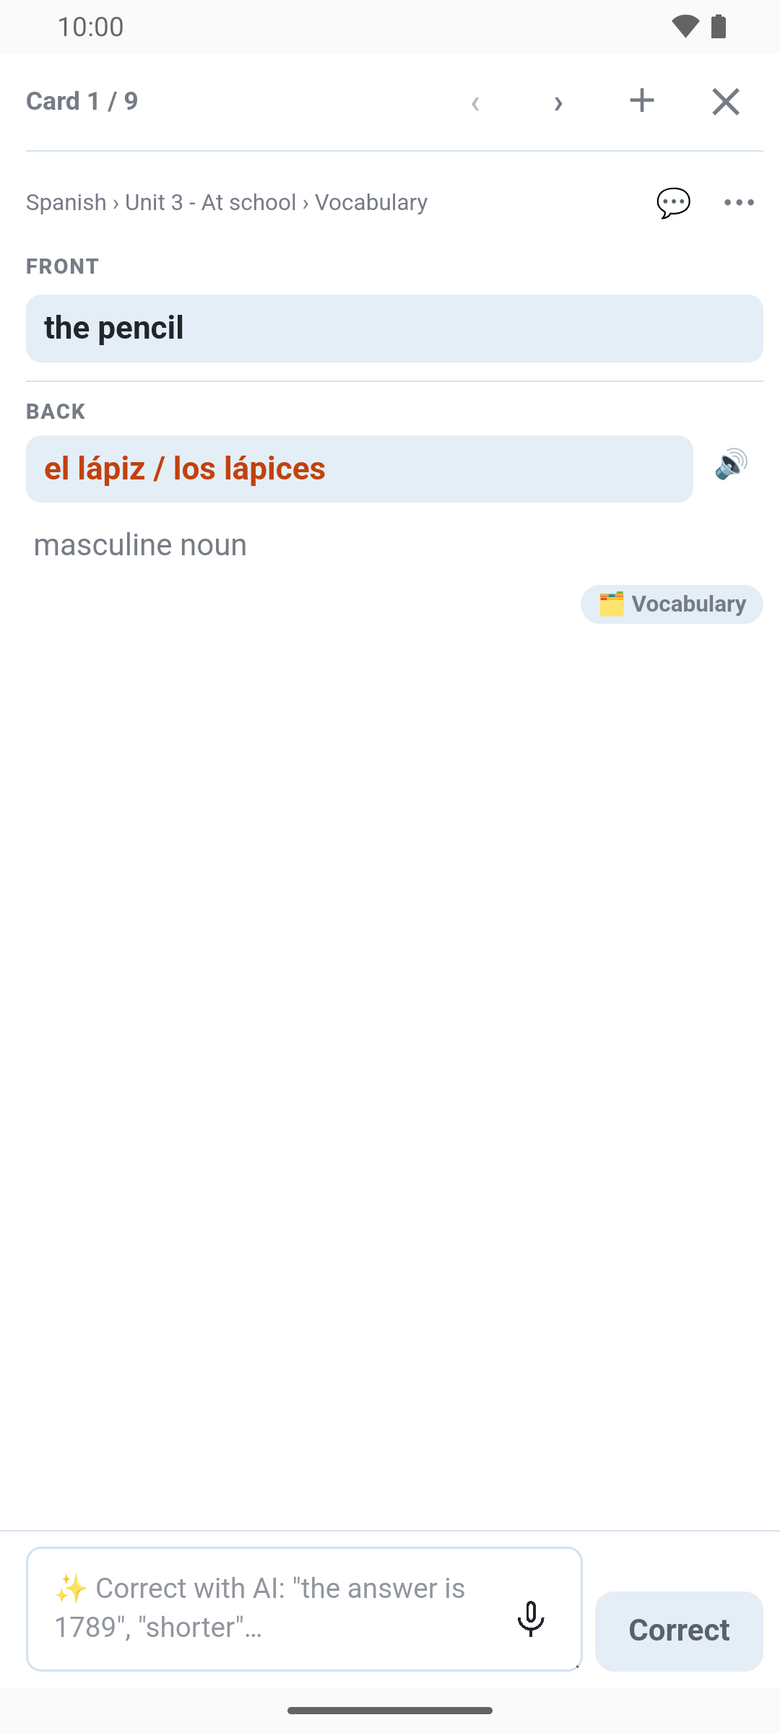 10:00
Card 1 / 9
Spanish › Unit 3 - At school › Vocabulary
FRONT
the pencil
BACK
el lápiz / los lápices
masculine noun
Vocabulary
✨ Correct with AI: "the answer is
1789", "shorter"…
Correct